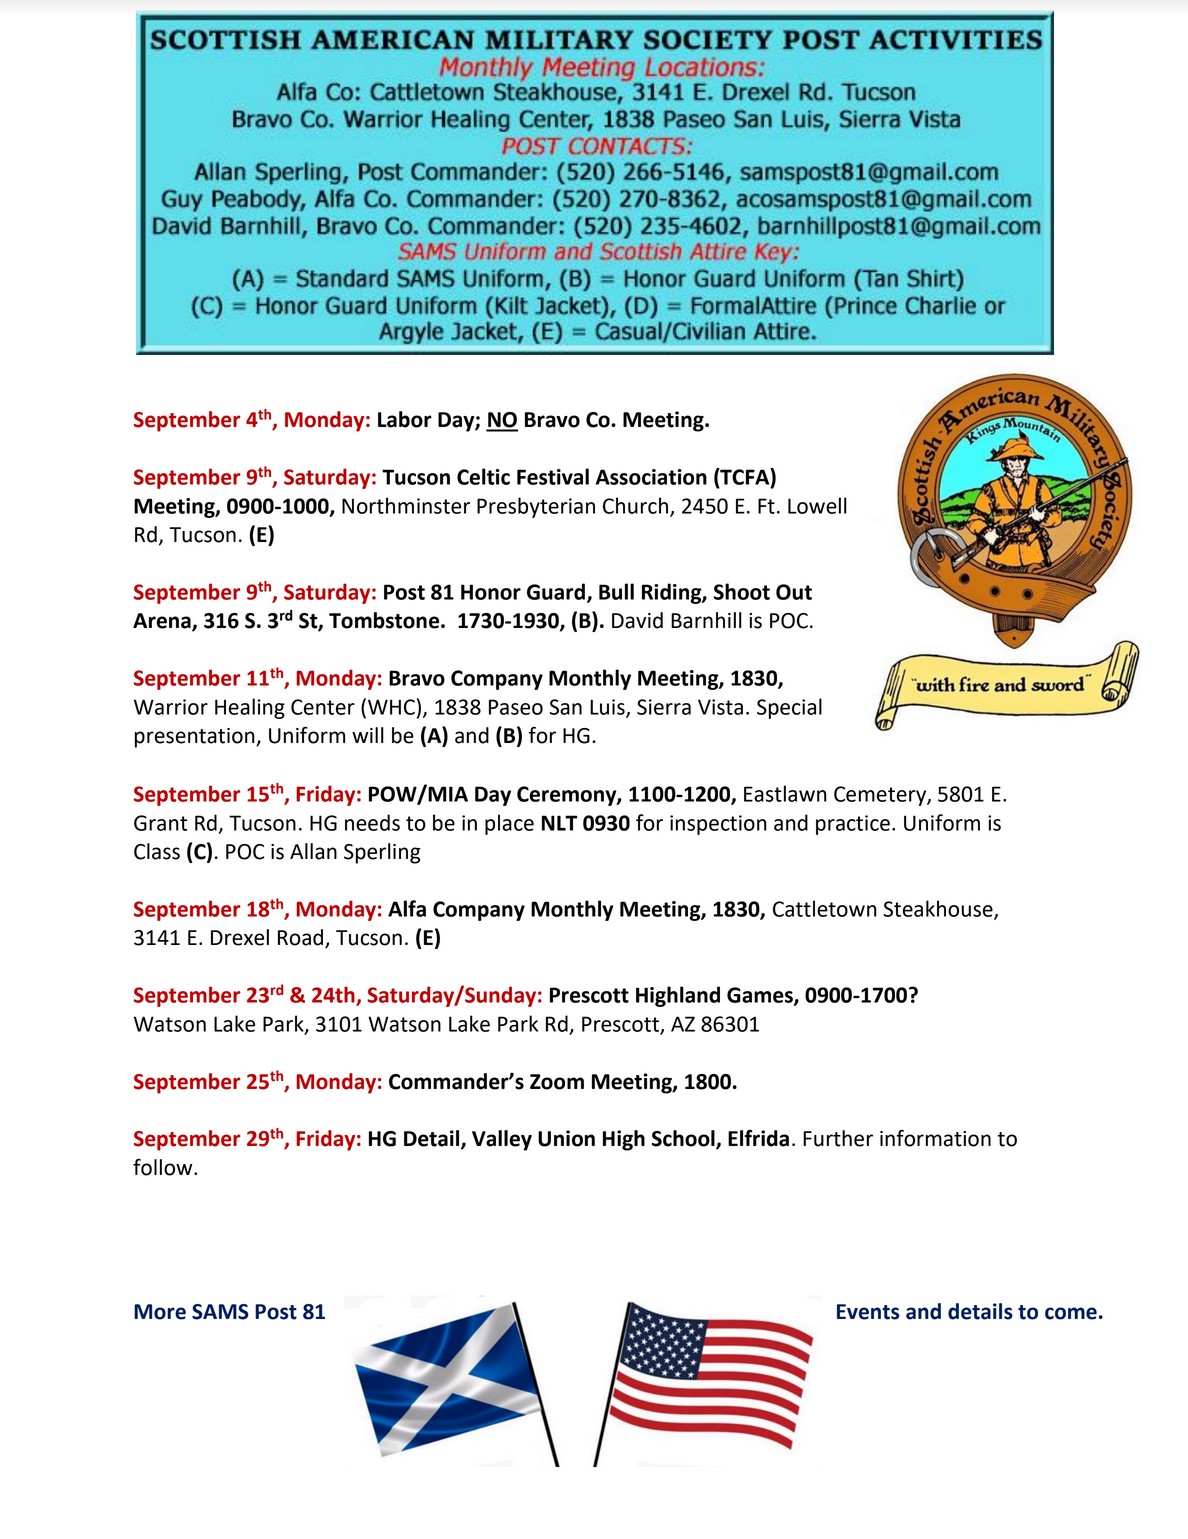 SCOTTISH AMERICAN MILITARY SOCIETY POST ACTIVITIES
Monthly Meeting Locations:
Alfa Co: Cattletown Steakhouse, 3141 E. Drexel Rd. Tucson
Bravo Co. Warrior Healing Center, 1838 Paseo San Luis, Sierra Vista
POST CONTACTS:
Allan Sperling, Post Commander: (520) 266-5146, samspost81@gmail.com
Guy Peabody, Alfa Co. Commander: (520) 270-8362, acosamspost81@gmail.com
David Barnhill, Bravo Co. Commander: (520) 235-4602, barnhillpost81@gmail.com
SAMS Uniform and Scottish Attire Key:
(A) = Standard SAMS Uniform, (B) = Honor Guard Uniform (Tan Shirt)
(C) = Honor Guard Uniform (Kilt Jacket), (D) = FormalAttire (Prince Charlie or
Argyle Jacket, (E) = Casual/Civilian Attire.
September 4th, Monday: Labor Day; NO Bravo Co. Meeting.
September 9th, Saturday: Tucson Celtic Festival Association (TCFA)
Meeting, 0900-1000, Northminster Presbyterian Church, 2450 E. Ft. Lowell
Rd, Tucson. (E)
September 9th, Saturday: Post 81 Honor Guard, Bull Riding, Shoot Out
Arena, 316 S. 3rd St, Tombstone. 1730-1930, (B). David Barnhill is POC.
September 11th, Monday: Bravo Company Monthly Meeting, 1830,
Warrior Healing Center (WHC), 1838 Paseo San Luis, Sierra Vista. Special
presentation, Uniform will be (A) and (B) for HG.
Scottish-American Military Society
Kings Mountain
"with fire and sword"
September 15th, Friday: POW/MIA Day Ceremony, 1100-1200, Eastlawn Cemetery, 5801 E.
Grant Rd, Tucson. HG needs to be in place NLT 0930 for inspection and practice. Uniform is
Class (C). POC is Allan Sperling
September 18th, Monday: Alfa Company Monthly Meeting, 1830, Cattletown Steakhouse,
3141 E. Drexel Road, Tucson. (E)
September 23rd & 24th, Saturday/Sunday: Prescott Highland Games, 0900-1700?
Watson Lake Park, 3101 Watson Lake Park Rd, Prescott, AZ 86301
September 25th, Monday: Commander's Zoom Meeting, 1800.
September 29th, Friday: HG Detail, Valley Union High School, Elfrida. Further information to
follow.
More SAMS Post 81 Events and details to come.